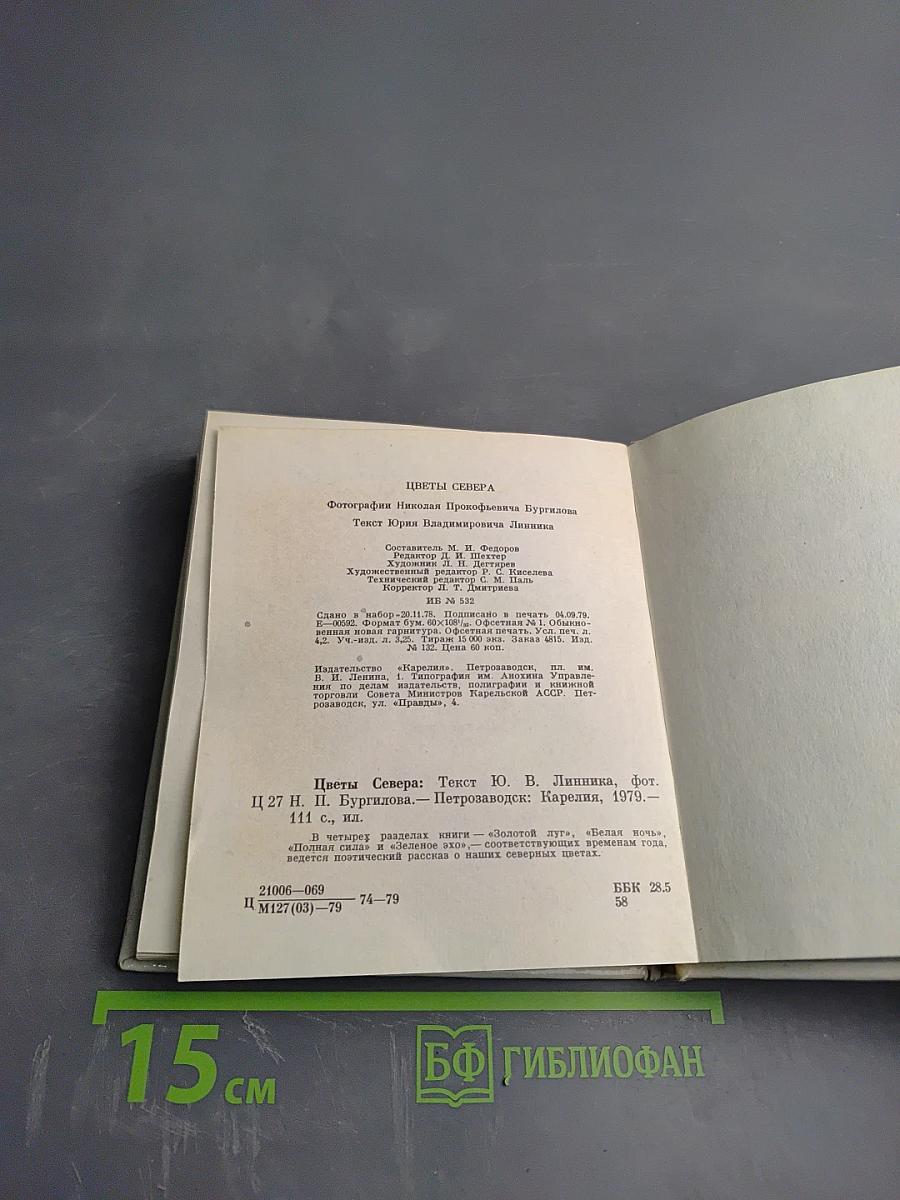 ЦВЕТЫ СЕВЕРА
Фотографии Николая Прокофьевича Бургилова
Текст Юрия Владимировича Линника
Составитель М. И. Федоров
Редактор Д. И. Шехтер
Художник Л. Н. Дегтярев
Художественный редактор Р. С. Киселева
Технический редактор С. М. Паль
Корректор Л. Т. Дмитриева
ИБ № 532
Сдано в набор 20.11.78. Подписано в печать 04.09.79.
Е—00592. Формат бум. 60×108¹/₃₂. Офсетная № 1. Обыкно-
венная новая гарнитура. Офсетная печать. Усл. печ. л.
4,2. Уч.-изд. л. 3,25. Тираж 15 000 экз. Заказ 4815. Изд.
№ 132. Цена 60 коп.
Издательство «Карелия». Петрозаводск, пл. им.
В. И. Ленина, 1. Типография им. Анохина Управле-
ния по делам издательств, полиграфии и книжной
торговли Совета Министров Карельской АССР. Пет-
розаводск, ул. «Правды», 4.
Цветы Севера: Текст Ю. В. Линника, фот.
Ц 27 Н. П. Бургилова.— Петрозаводск: Карелия, 1979.—
111 с., ил.
В четырех разделах книги — «Золотой луг», «Белая ночь»,
«Полная сила» и «Зеленое эхо»,— соответствующих временам года,
ведется поэтический рассказ о наших северных цветах.
Ц 21006—069
М127(03)—79 74—79
ББК 28.5
58
15 см
БФ ГИБЛИОФАН